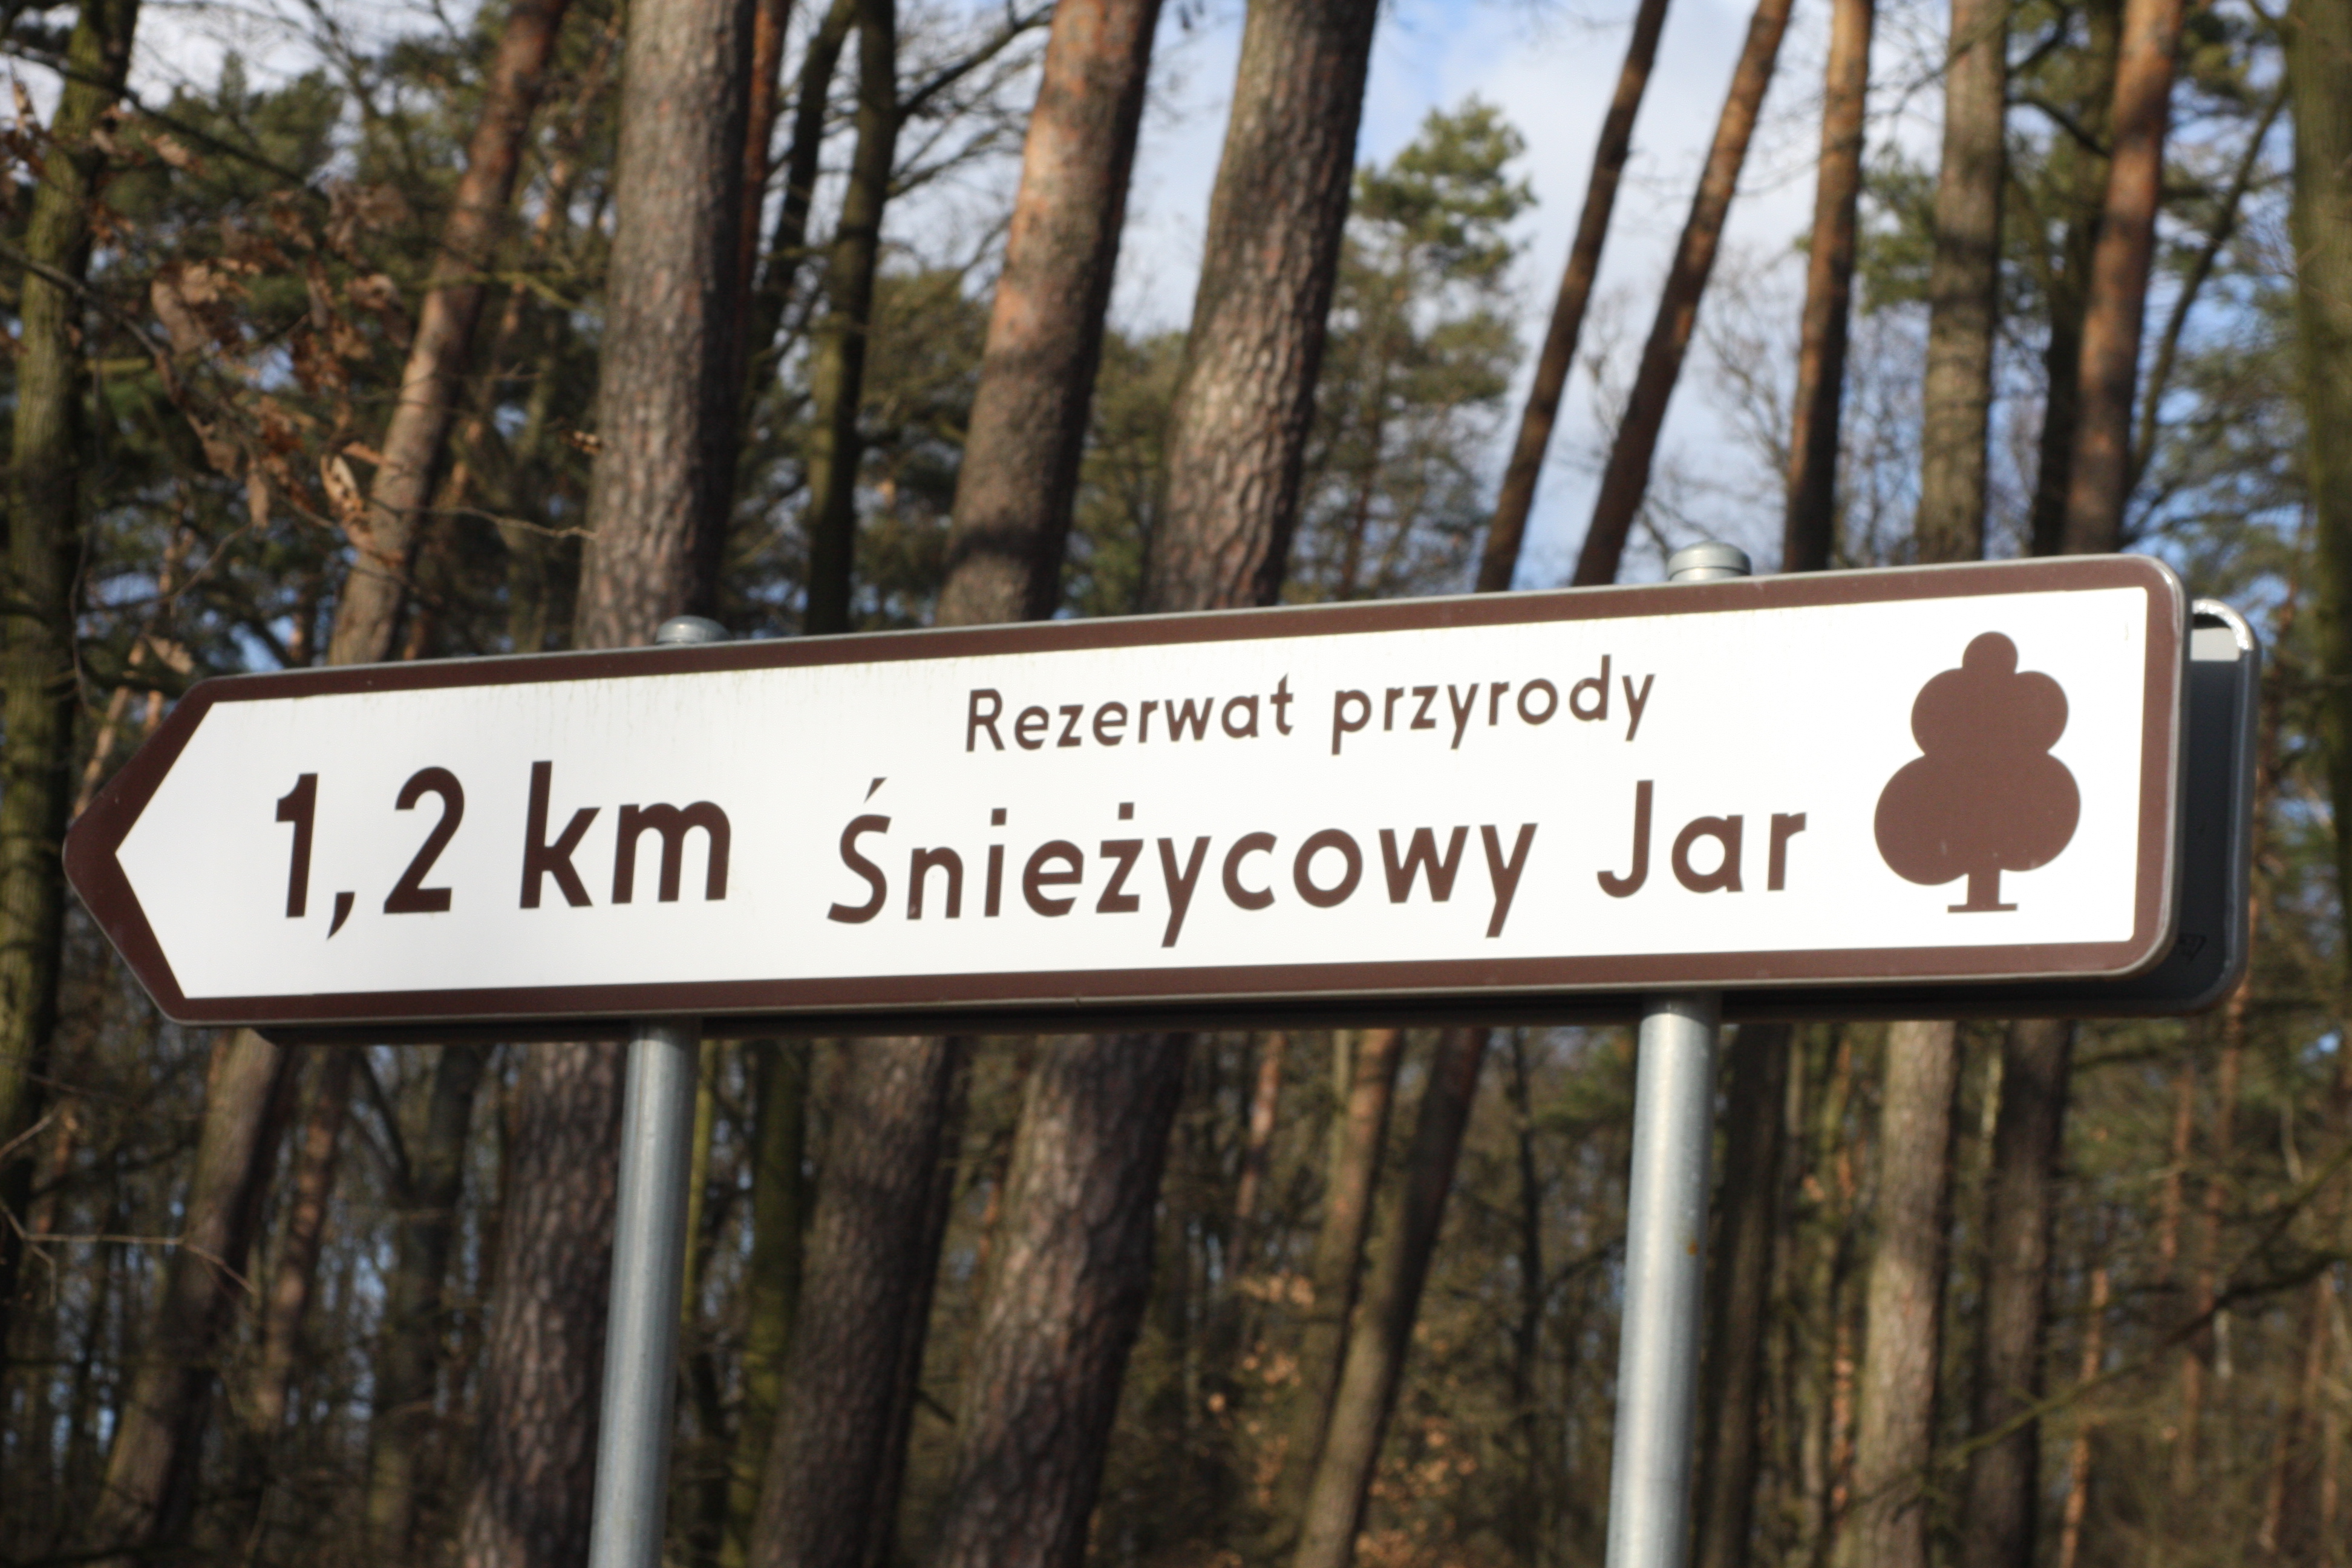 Rezerwat przyrody
1,2 km Śnieżycowy Jar